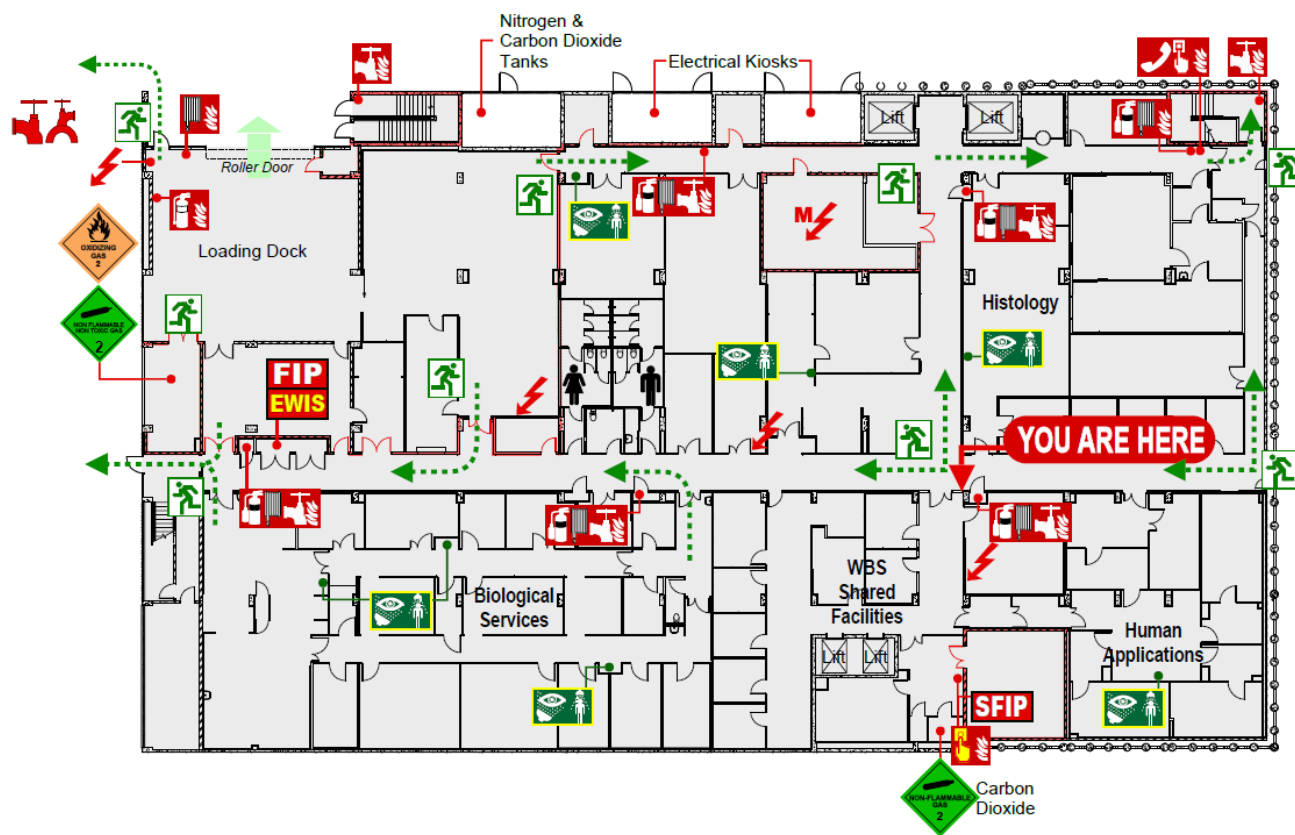 Nitrogen &
Carbon Dioxide
Tanks
Electrical Kiosks
Lift
Lift
Roller Door
OXIDIZING
GAS
2
Loading Dock
M
NON FLAMMABLE
NON TOXIC GAS
2
Histology
FIP
EWIS
YOU ARE HERE
Biological
Services
WBS
Shared
Facilities
Human
Applications
Lift
Lift
SFIP
NON-FLAMMABLE
GAS
2
Carbon
Dioxide